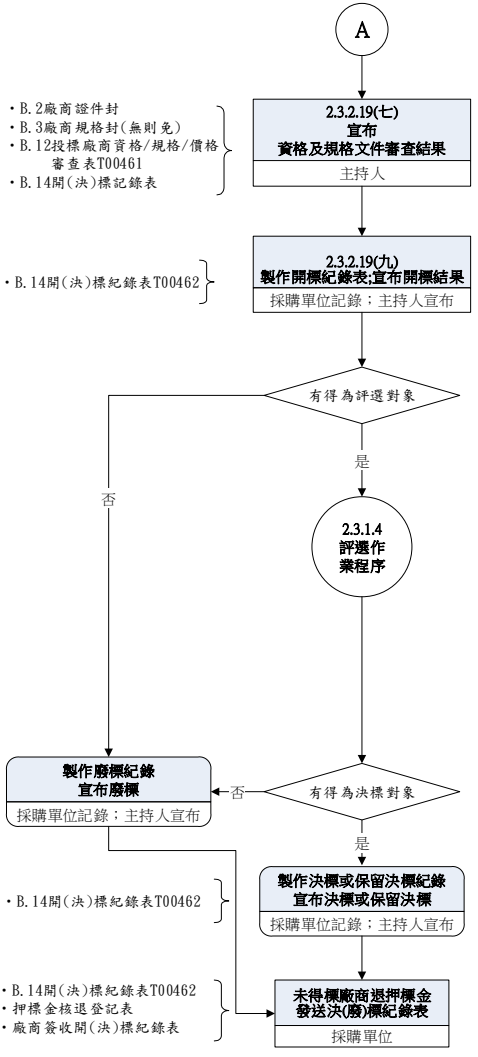 A
・B.2廠商證件封
・B.3廠商規格封(無則免)
・B.12投標廠商資格/規格/價格
審查表T00461
・B.14開(決)標記錄表
2.3.2.19(七)
宣布
資格及規格文件審查結果
主持人
・B.14開(決)標紀錄表T00462
2.3.2.19(九)
製作開標紀錄表;宣布開標結果
採購單位記錄；主持人宣布
有得為評選對象
是
否
2.3.1.4
評選作
業程序
製作廢標紀錄
宣布廢標
採購單位記錄；主持人宣布
否
有得為決標對象
是
・B.14開(決)標紀錄表T00462
製作決標或保留決標紀錄
宣布決標或保留決標
採購單位記錄；主持人宣布
・B.14開(決)標紀錄表T00462
・押標金核退登記表
・廠商簽收開(決)標紀錄表
未得標廠商退押標金
發送決(廢)標紀錄表
採購單位